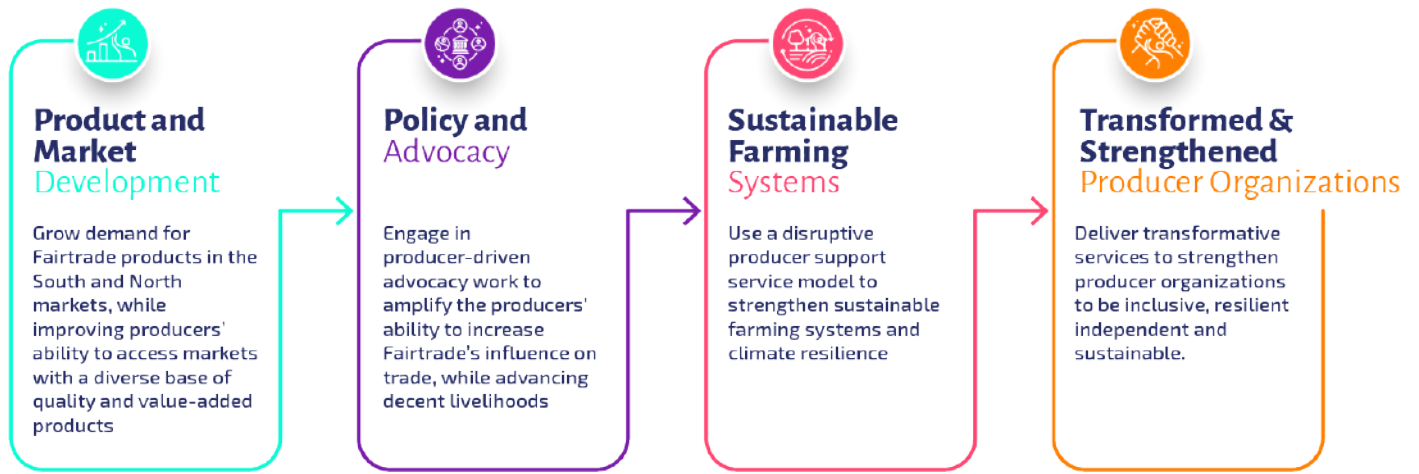 Product and
Market
Development
Grow demand for
Fairtrade products in the
South and North
markets, while
improving producers'
ability to access markets
with a diverse base of
quality and value-added
products
Policy and
Advocacy
Engage in
producer-driven
advocacy work to
amplify the producers'
ability to increase
Fairtrade's influence on
trade, while advancing
decent livelihoods
Sustainable
Farming
Systems
Use a disruptive
producer support
service model to
strengthen sustainable
farming systems and
climate resilience
Transformed &
Strengthened
Producer Organizations
Deliver transformative
services to strengthen
producer organizations
to be inclusive, resilient
independent and
sustainable.